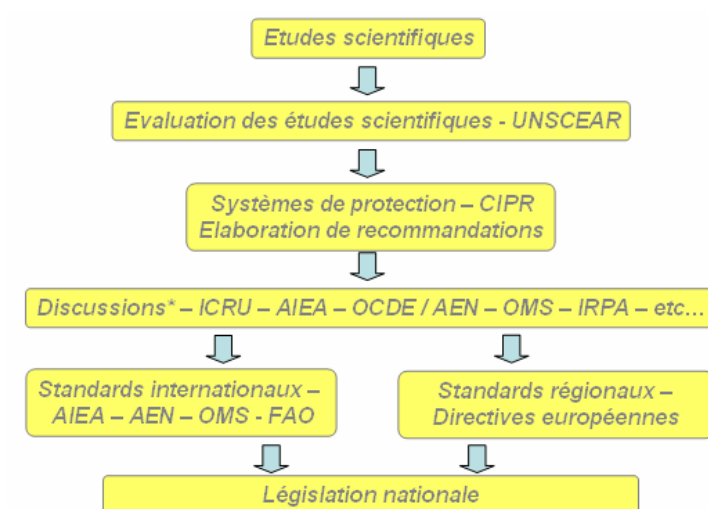 Etudes scientifiques
Evaluation des études scientifiques - UNSCEAR
Systèmes de protection – CIPR
Elaboration de recommandations
Discussions* – ICRU – AIEA – OCDE / AEN – OMS – IRPA – etc…
Standards internationaux –
AIEA – AEN – OMS - FAO
Standards régionaux –
Directives européennes
Législation nationale